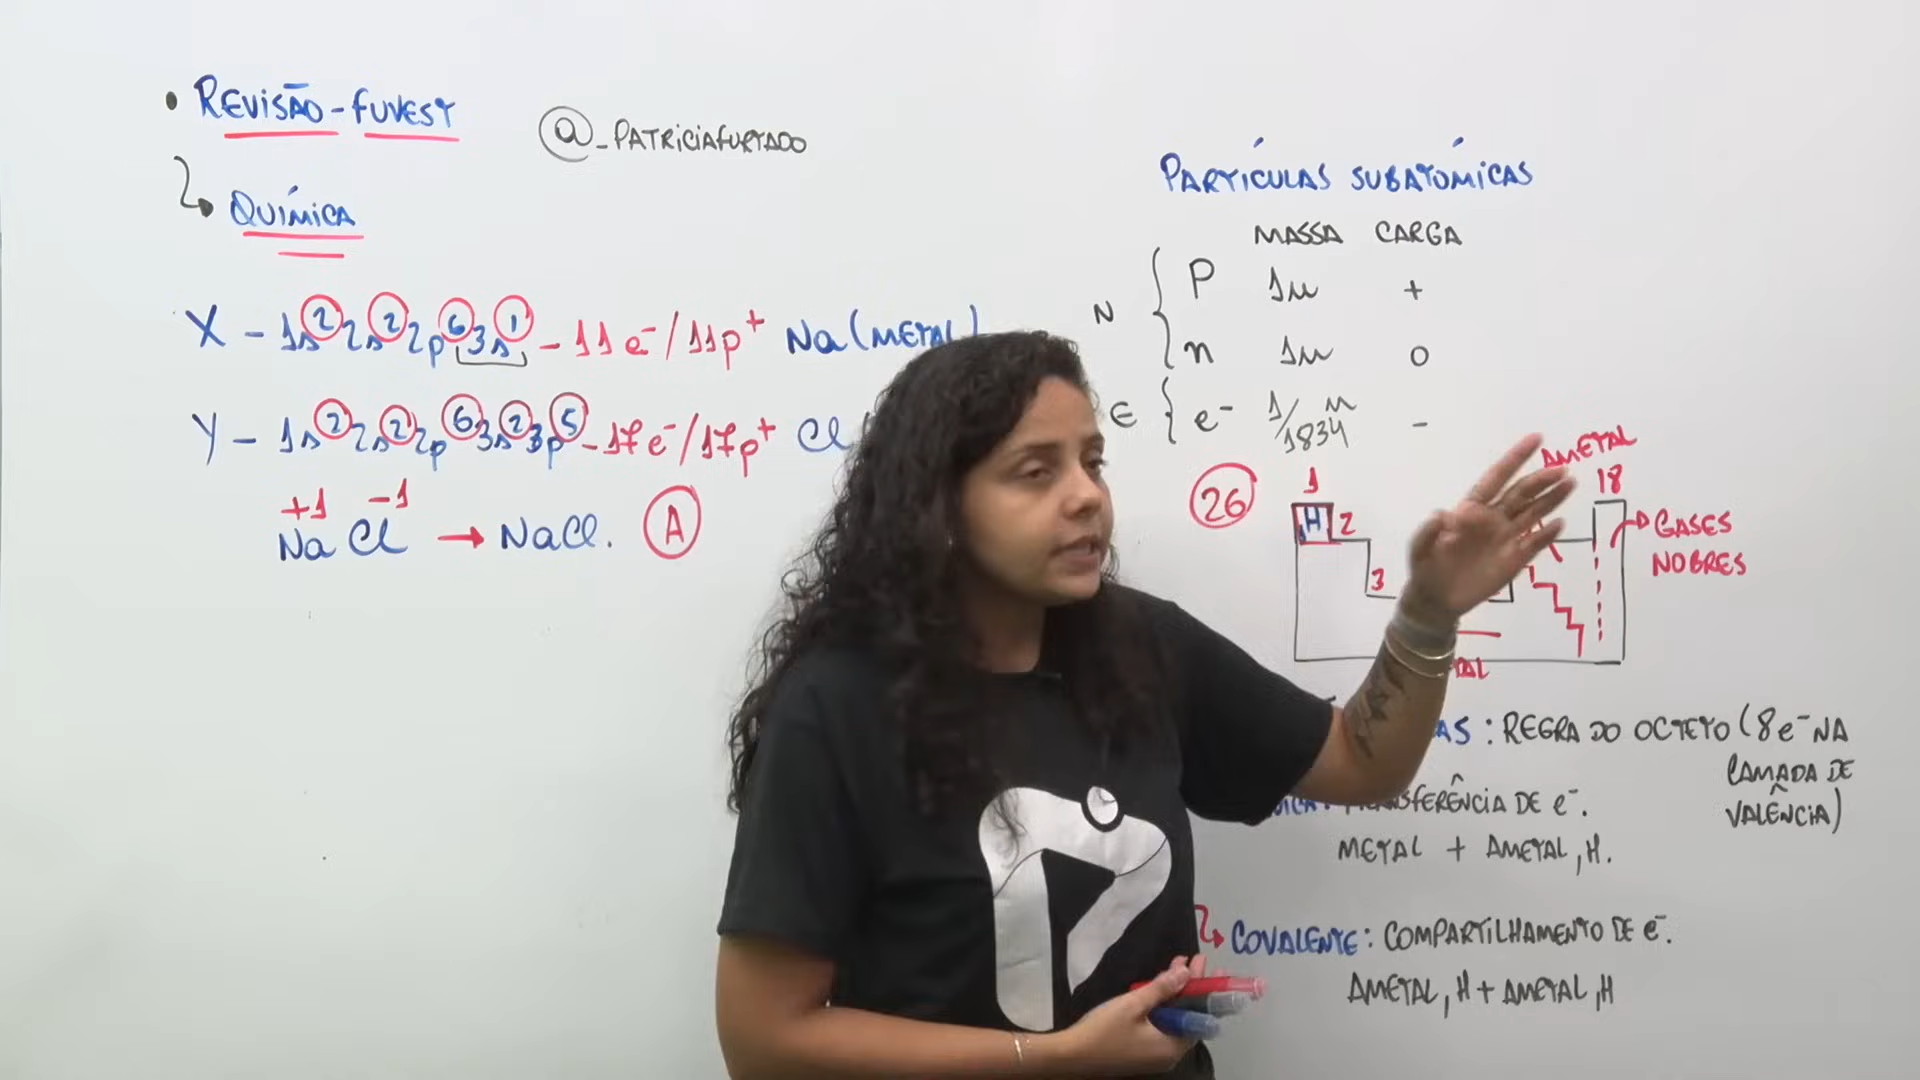 • REVISÃO-FUVEST
@_PATRICIAFURTADO
QUÍMICA
X - 1s² 2s² 2p⁶ 3s¹ - 11e⁻/11p⁺ Na (METAL)
Y - 1s² 2s² 2p⁶ 3s² 3p⁵ - 17e⁻/17p⁺ Cl
+1 -1
Na Cl → NaCl. A
PARTÍCULAS SUBATÔMICAS
MASSA CARGA
N { P 1u +
n 1u 0
E { e⁻ 1/1834 u -
26
AMETAL
1 18
H 2
3
GASES
NOBRES
: REGRA DO OCTETO (8e⁻ NA
CAMADA DE
VALÊNCIA)
TRANSFERÊNCIA DE e⁻.
METAL + AMETAL, H.
COVALENTE: COMPARTILHAMENTO DE e⁻.
AMETAL, H + AMETAL, H